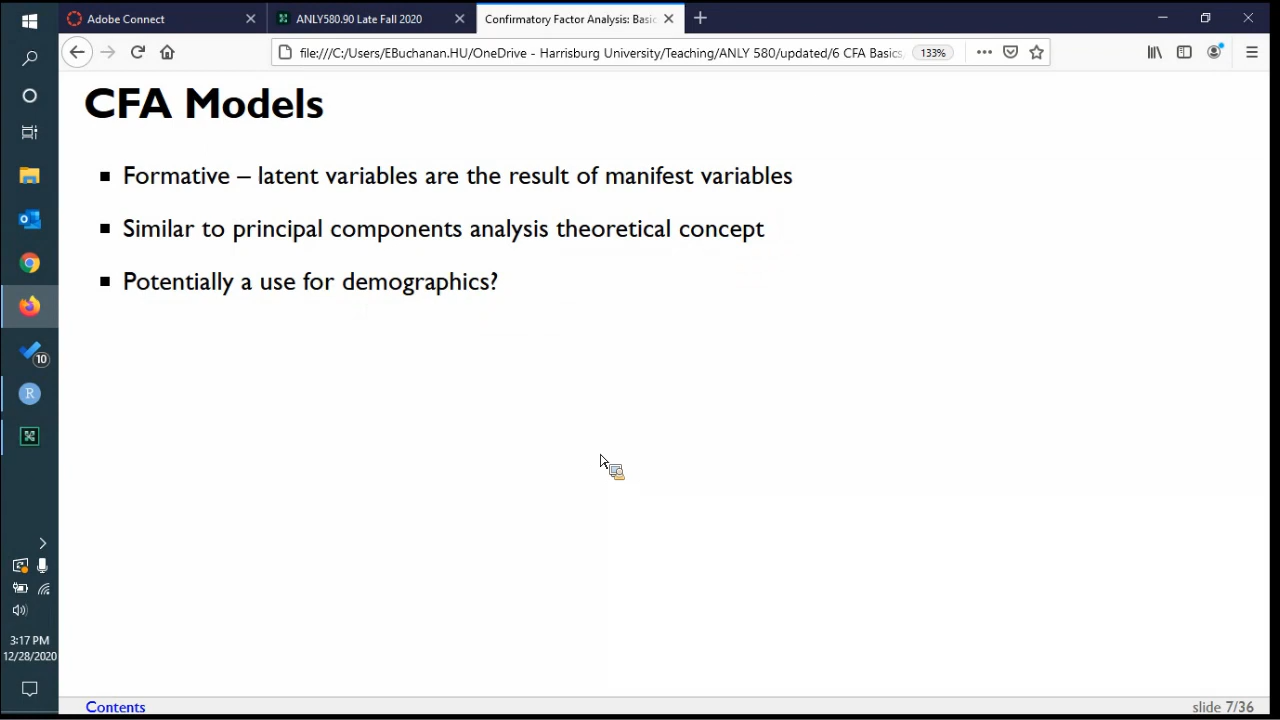 Adobe Connect
ANLY580.90 Late Fall 2020
Confirmatory Factor Analysis: Basic
file:///C:/Users/EBuchanan.HU/OneDrive - Harrisburg University/Teaching/ANLY 580/updated/6 CFA Basics,
133%
CFA Models
Formative – latent variables are the result of manifest variables
Similar to principal components analysis theoretical concept
Potentially a use for demographics?
10
R
3:17 PM
12/28/2020
Contents
slide 7/36